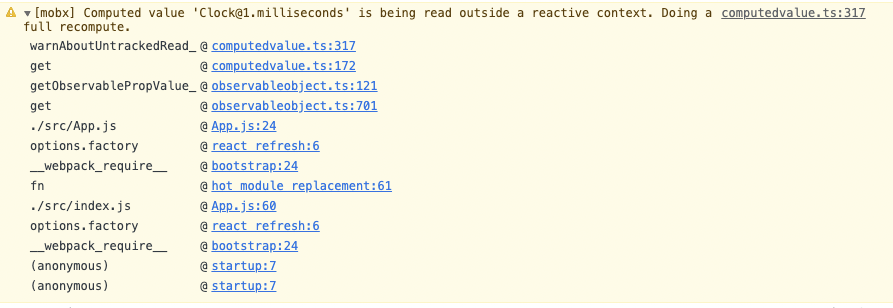 [mobx] Computed value 'Clock@1.milliseconds' is being read outside a reactive context. Doing a computedvalue.ts:317
full recompute.
warnAboutUntrackedRead_ @ computedvalue.ts:317
get @ computedvalue.ts:172
getObservablePropValue_ @ observableobject.ts:121
get @ observableobject.ts:701
./src/App.js @ App.js:24
options.factory @ react refresh:6
__webpack_require__ @ bootstrap:24
fn @ hot module replacement:61
./src/index.js @ App.js:60
options.factory @ react refresh:6
__webpack_require__ @ bootstrap:24
(anonymous) @ startup:7
(anonymous) @ startup:7